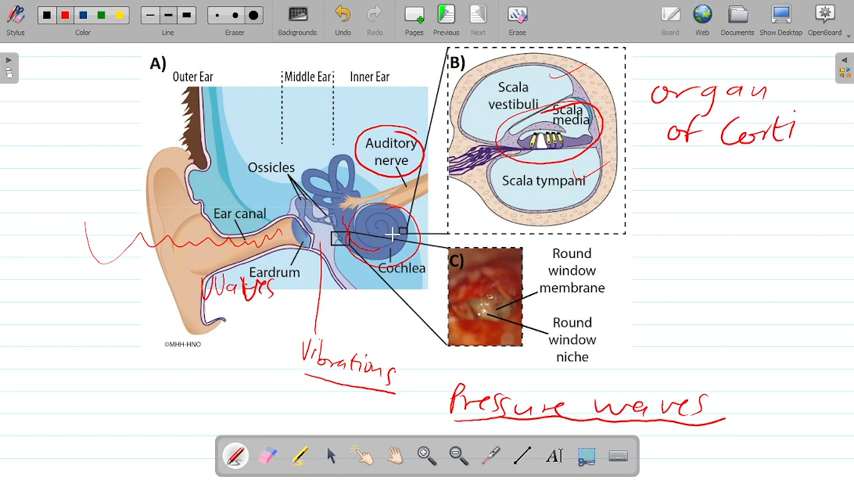 Stylus
Color
Line
Eraser
Backgrounds
Undo
Redo
Pages
Previous
Next
Erase
Board
Web
Documents
Show Desktop
OpenBoard
A)
Outer Ear
Middle Ear
Inner Ear
Auditory
nerve
Ossicles
Ear canal
Eardrum
Cochlea
waves
Vibrations
©MHH-HNO
B)
Scala
vestibuli
Scala
media
Scala tympani
organ
of Corti
C)
Round
window
membrane
Round
window
niche
Pressure waves